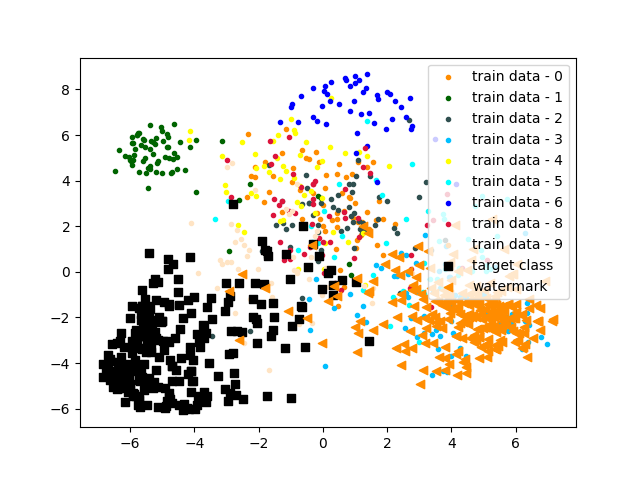 train data - 0
train data - 1
train data - 2
train data - 3
train data - 4
train data - 5
train data - 6
train data - 8
train data - 9
target class
watermark
8
6
4
2
0
−2
−4
−6
−6 −4 −2 0 2 4 6